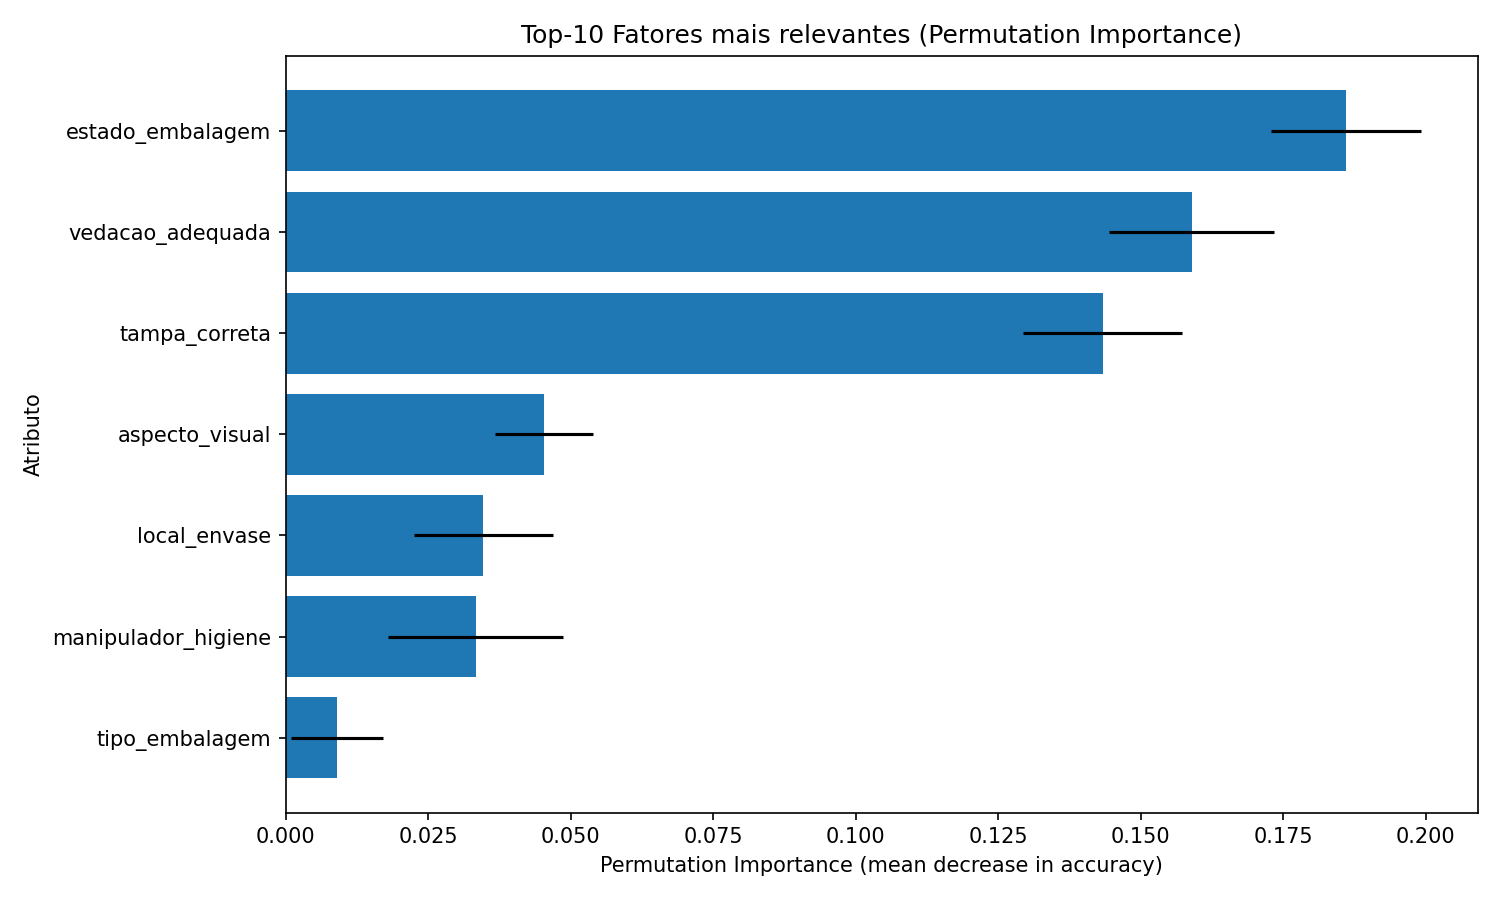 Top-10 Fatores mais relevantes (Permutation Importance)
estado_embalagem
vedacao_adequada
tampa_correta
aspecto_visual
local_envase
manipulador_higiene
tipo_embalagem
Atributo
0.000 0.025 0.050 0.075 0.100 0.125 0.150 0.175 0.200
Permutation Importance (mean decrease in accuracy)